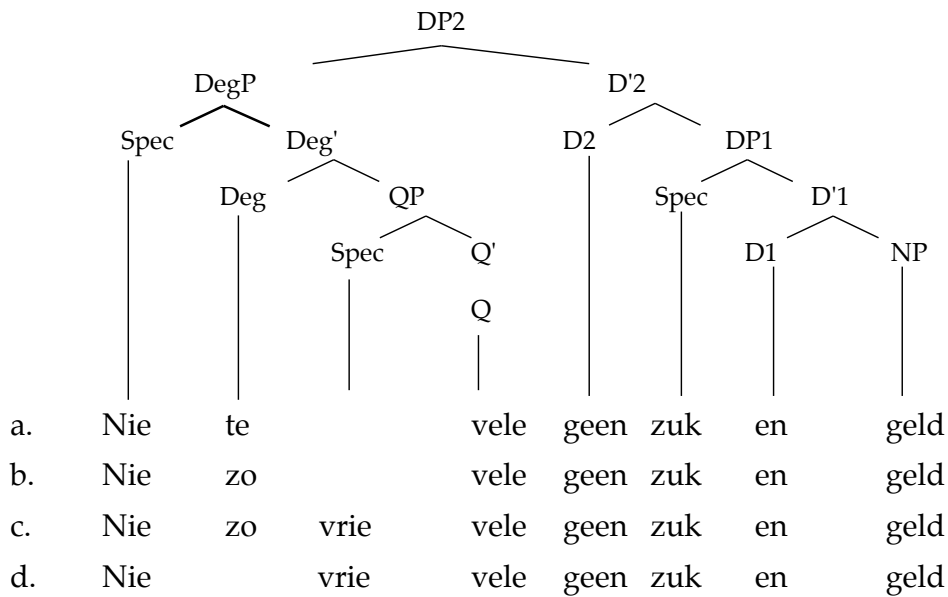 DP2
DegP D'2
Spec Deg' D2 DP1
Deg QP Spec D'1
Spec Q' D1 NP
Q
a. Nie te vele geen zuk en geld
b. Nie zo vele geen zuk en geld
c. Nie zo vrie vele geen zuk en geld
d. Nie vrie vele geen zuk en geld